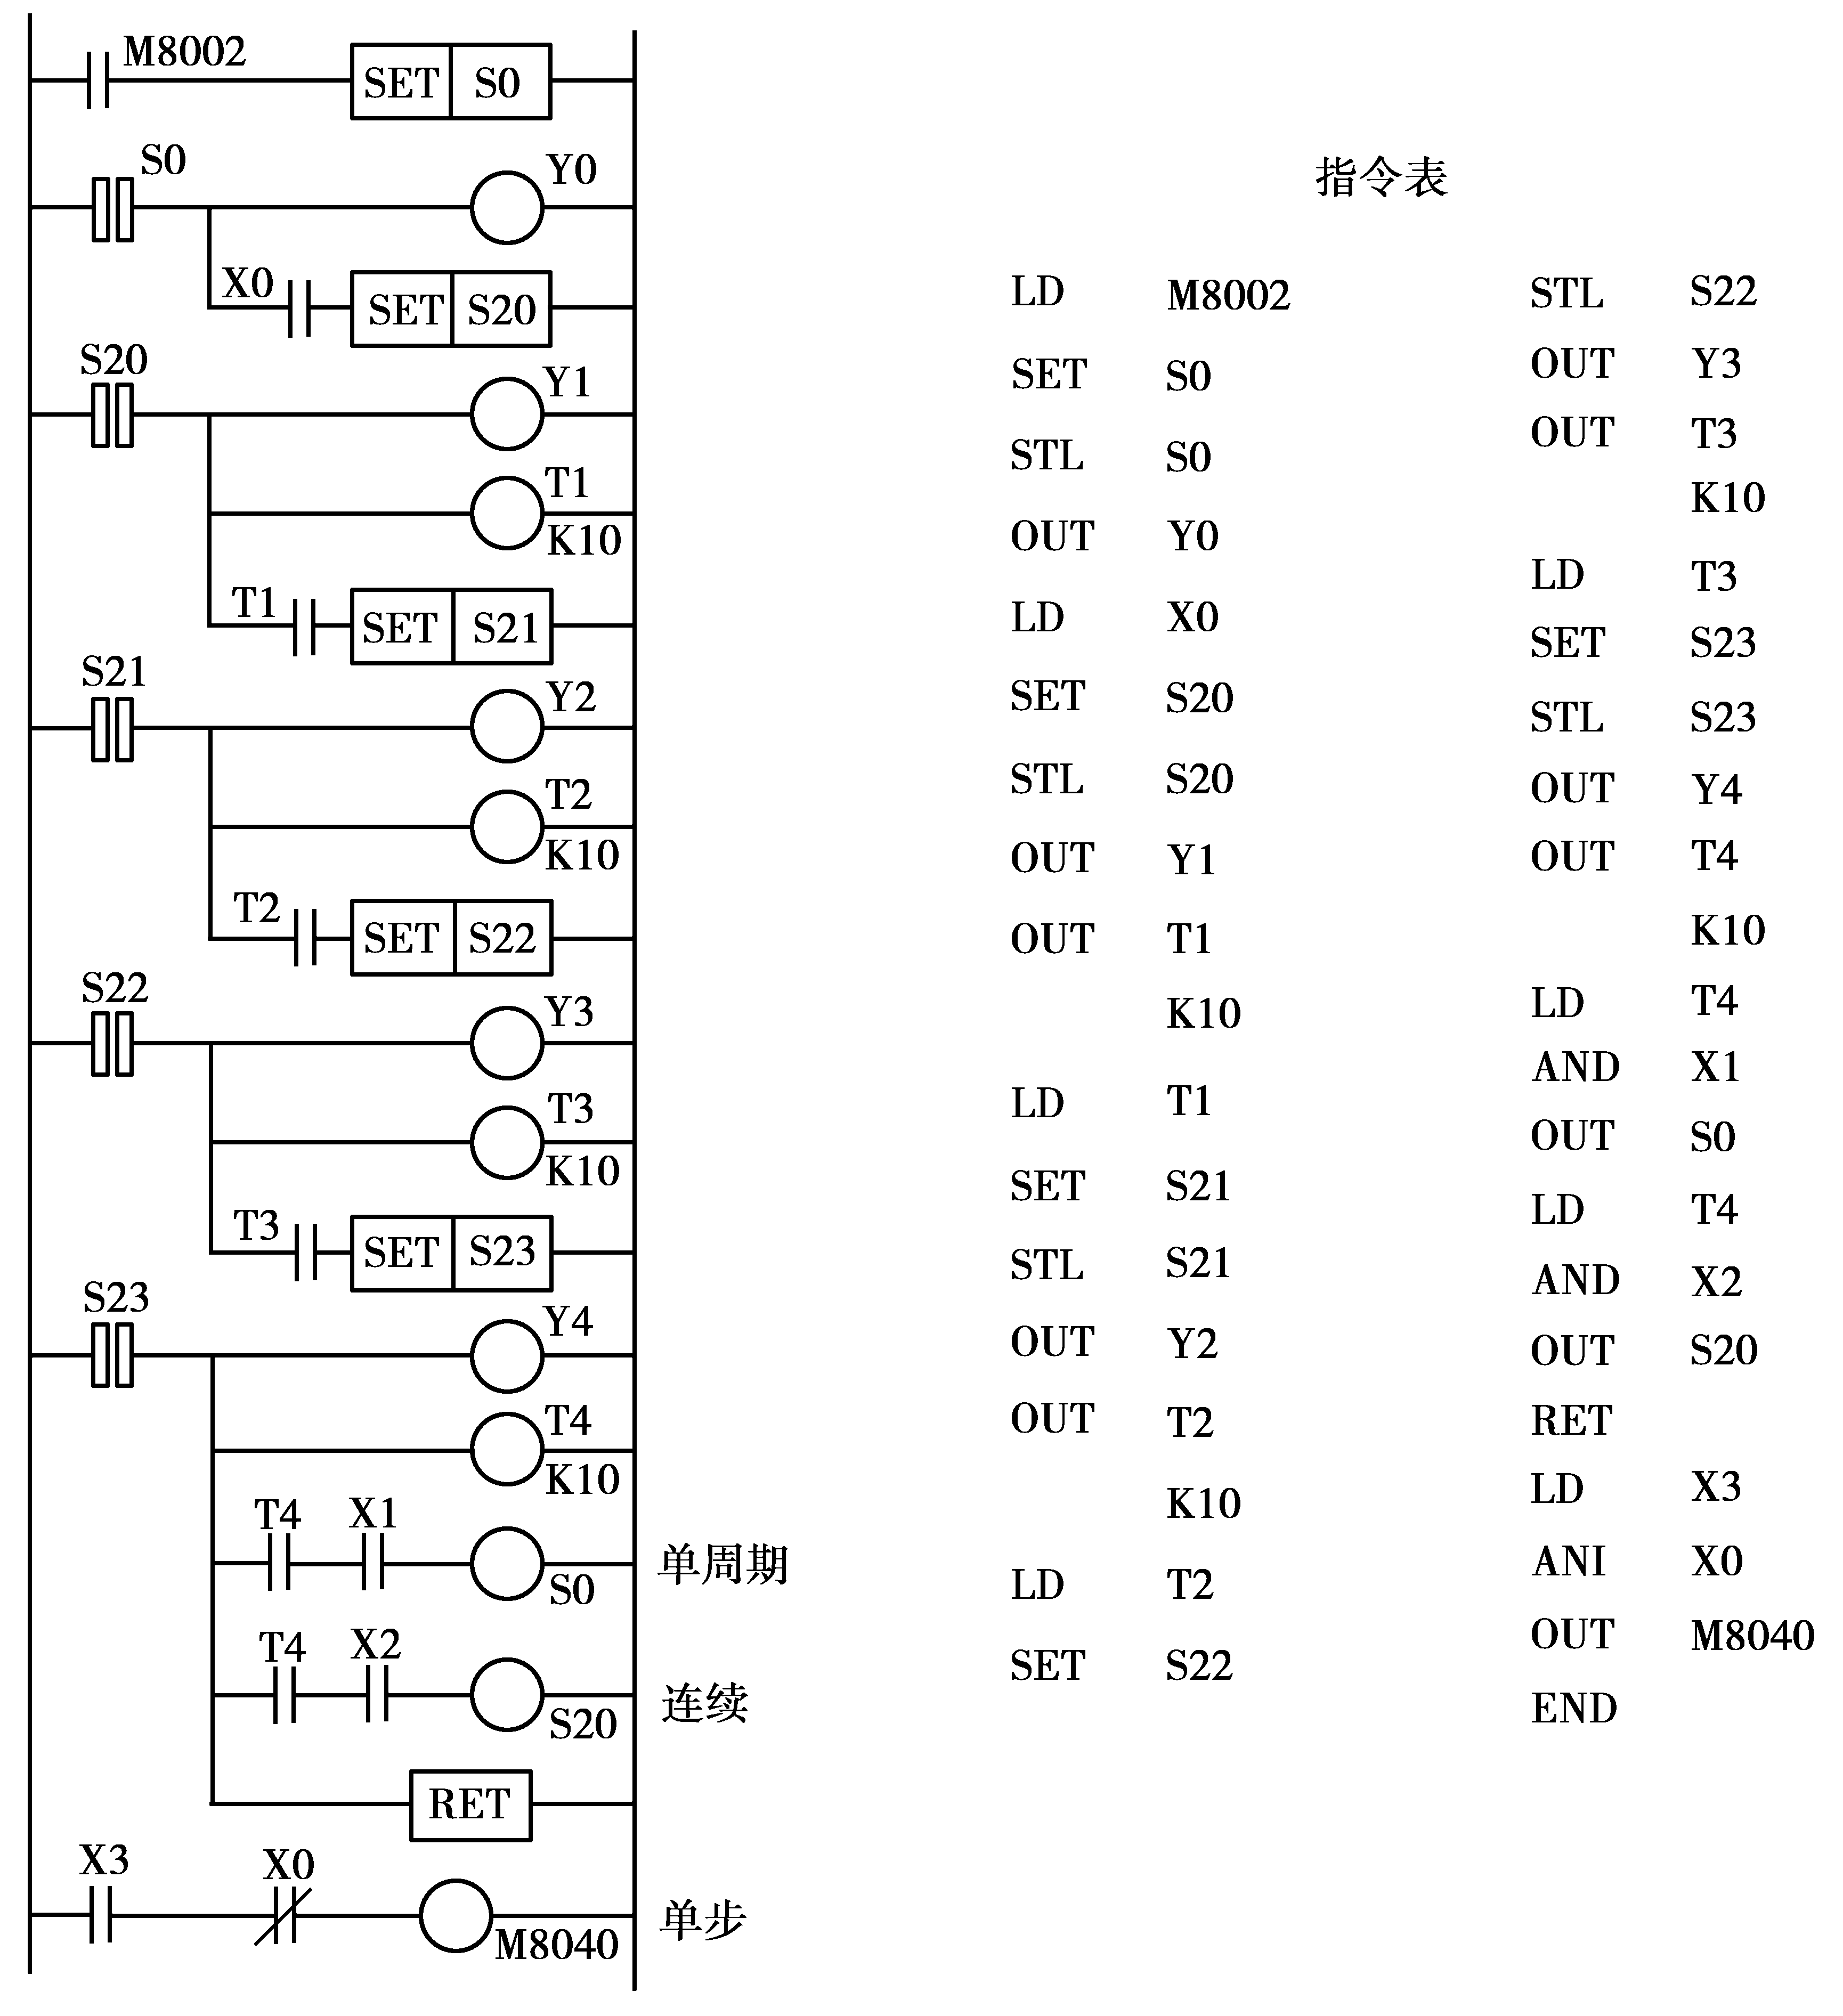 M8002
SET S0
S0
Y0
X0
SET S20
S20
Y1
T1
K10
T1
SET S21
S21
Y2
T2
K10
T2
SET S22
S22
Y3
T3
K10
T3
SET S23
S23
Y4
T4
K10
T4 X1
S0
单周期
T4 X2
S20
连续
RET
X3 X0
M8040
单步
指令表
LD M8002
SET S0
STL S0
OUT Y0
LD X0
SET S20
STL S20
OUT Y1
OUT T1
K10
LD T1
SET S21
STL S21
OUT Y2
OUT T2
K10
LD T2
SET S22
STL S22
OUT Y3
OUT T3
K10
LD T3
SET S23
STL S23
OUT Y4
OUT T4
K10
LD T4
AND X1
OUT S0
LD T4
AND X2
OUT S20
RET
LD X3
ANI X0
OUT M8040
END